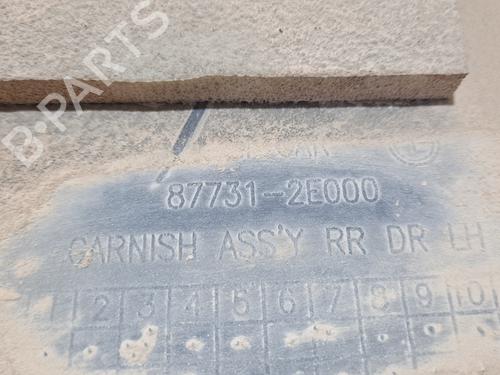 B-PARTS
87731-2E000
GARNISH ASS'Y RR DR LH
1 2 3 4 5 6 7 8 9 10